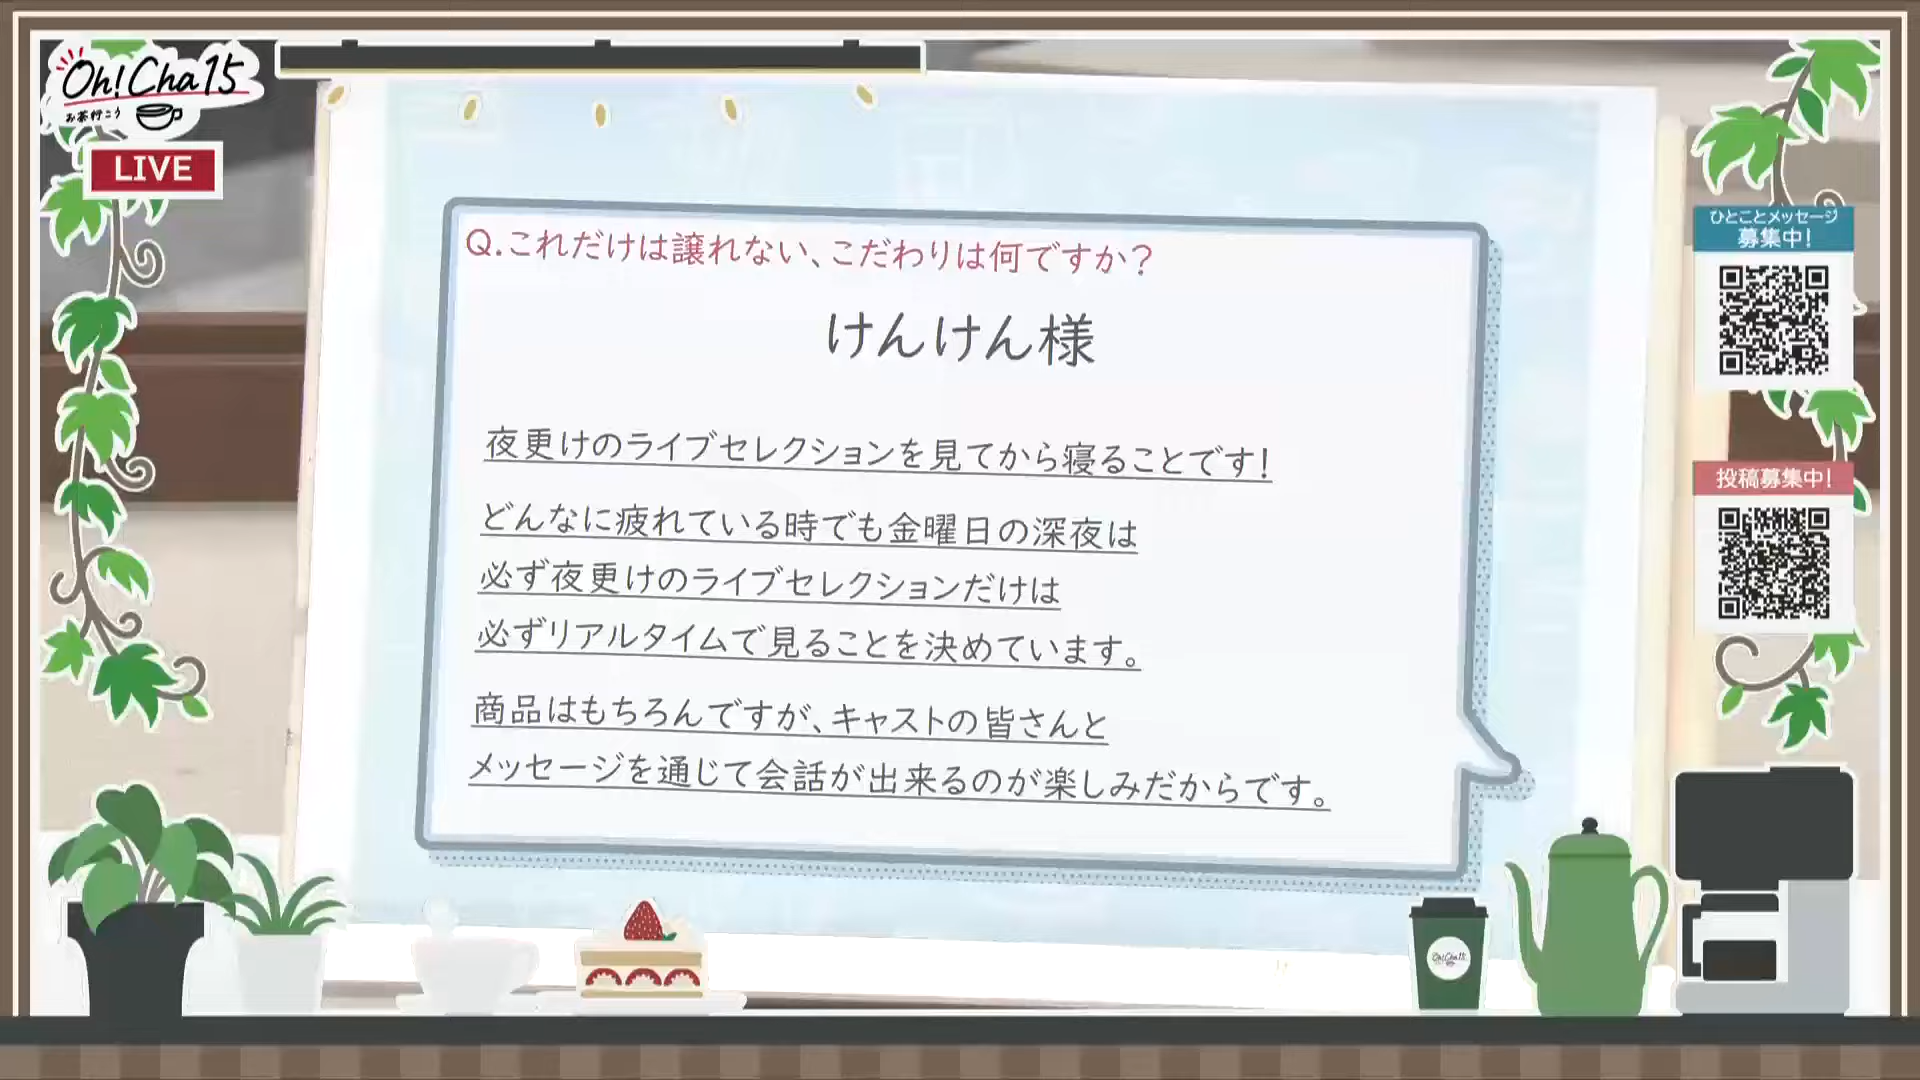 Oh!Cha15
お茶行こう
LIVE
Q.これだけは譲れない、こだわりは何ですか?
けんけん様
夜更けのライブセレクションを見てから寝ることです!
どんなに疲れている時でも金曜日の深夜は
必ず夜更けのライブセレクションだけは
必ずリアルタイムで見ることを決めています。
商品はもちろんですが、キャストの皆さんと
メッセージを通じて会話が出来るのが楽しみだからです。
ひとことメッセージ
募集中!
投稿募集中!
Oh!Cha15